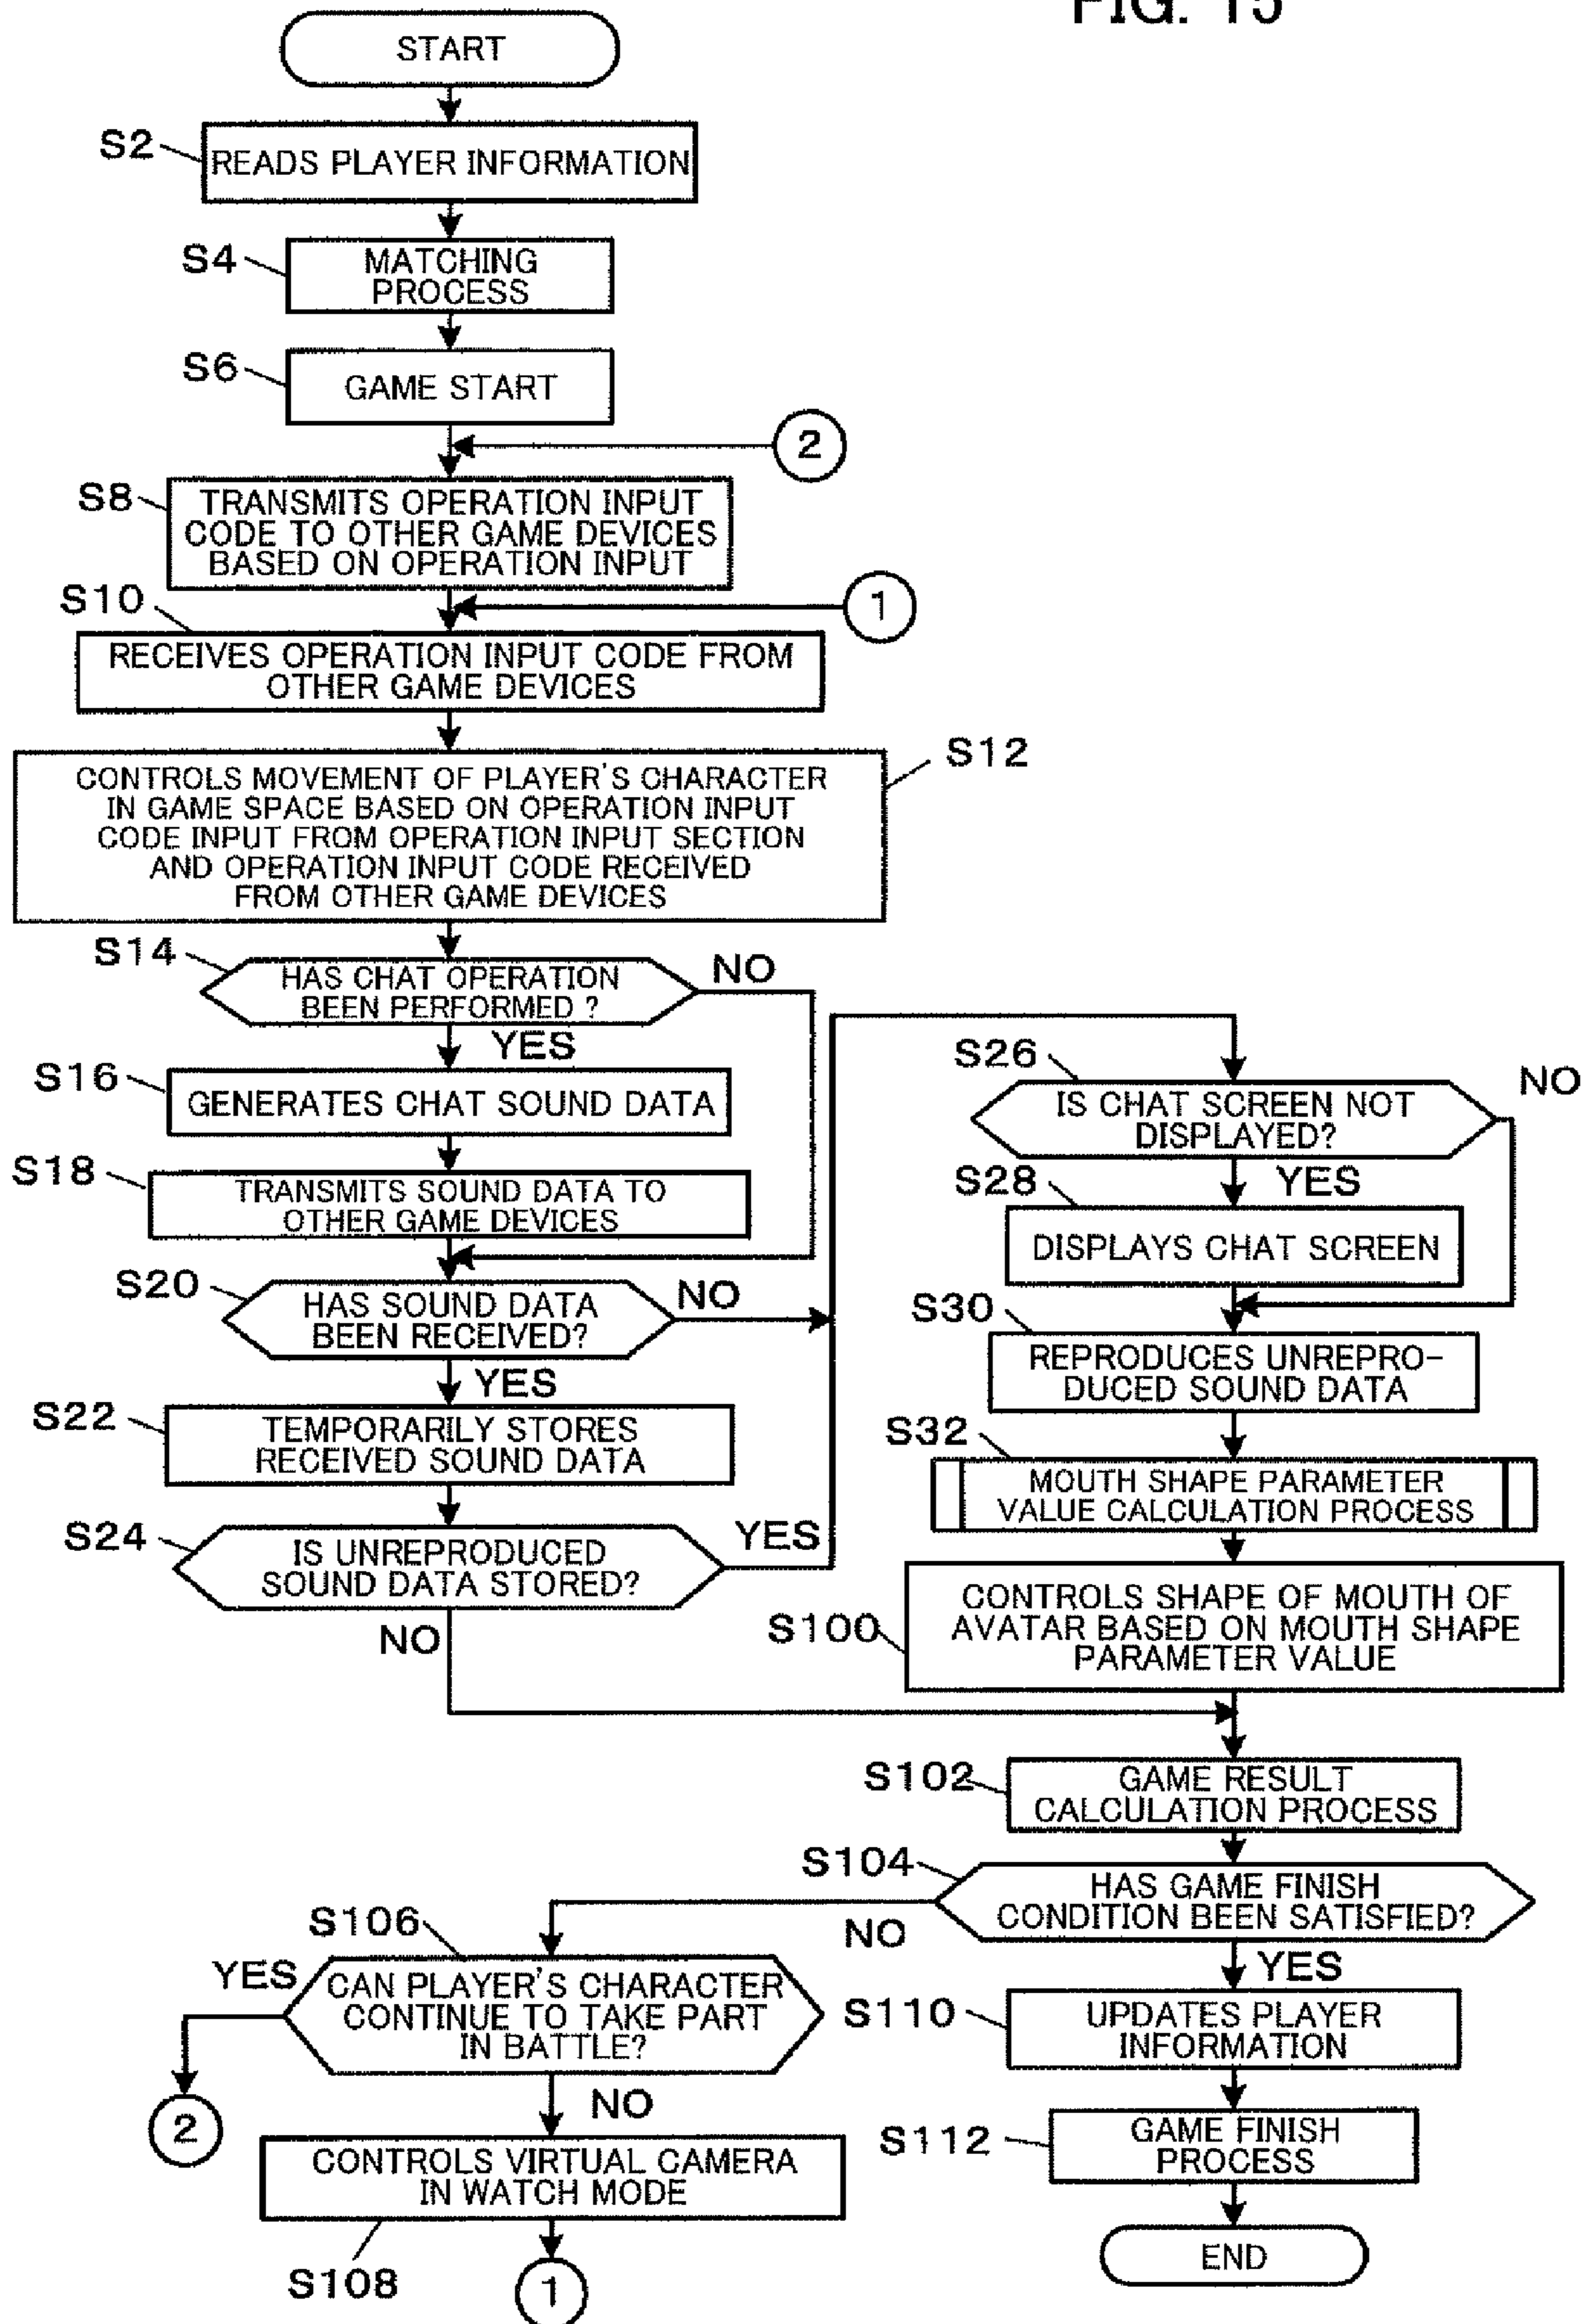 FIG. 15
START
S2
READS PLAYER INFORMATION
S4
MATCHING
PROCESS
S6
GAME START
2
S8
TRANSMITS OPERATION INPUT
CODE TO OTHER GAME DEVICES
BASED ON OPERATION INPUT
S10
1
RECEIVES OPERATION INPUT CODE FROM
OTHER GAME DEVICES
S12
CONTROLS MOVEMENT OF PLAYER'S CHARACTER
IN GAME SPACE BASED ON OPERATION INPUT
CODE INPUT FROM OPERATION INPUT SECTION
AND OPERATION INPUT CODE RECEIVED
FROM OTHER GAME DEVICES
S14
HAS CHAT OPERATION
BEEN PERFORMED ?
NO
YES
S16
GENERATES CHAT SOUND DATA
S18
TRANSMITS SOUND DATA TO
OTHER GAME DEVICES
S20
HAS SOUND DATA
BEEN RECEIVED?
NO
YES
S22
TEMPORARILY STORES
RECEIVED SOUND DATA
S24
IS UNREPRODUCED
SOUND DATA STORED?
YES
NO
S26
IS CHAT SCREEN NOT
DISPLAYED?
NO
YES
S28
DISPLAYS CHAT SCREEN
S30
REPRODUCES UNREPRO-
DUCED SOUND DATA
S32
MOUTH SHAPE PARAMETER
VALUE CALCULATION PROCESS
S100
CONTROLS SHAPE OF MOUTH OF
AVATAR BASED ON MOUTH SHAPE
PARAMETER VALUE
S102
GAME RESULT
CALCULATION PROCESS
S104
HAS GAME FINISH
CONDITION BEEN SATISFIED?
NO
YES
S106
CAN PLAYER'S CHARACTER
CONTINUE TO TAKE PART
IN BATTLE?
YES
2
NO
CONTROLS VIRTUAL CAMERA
IN WATCH MODE
S108
1
S110
UPDATES PLAYER
INFORMATION
S112
GAME FINISH
PROCESS
END